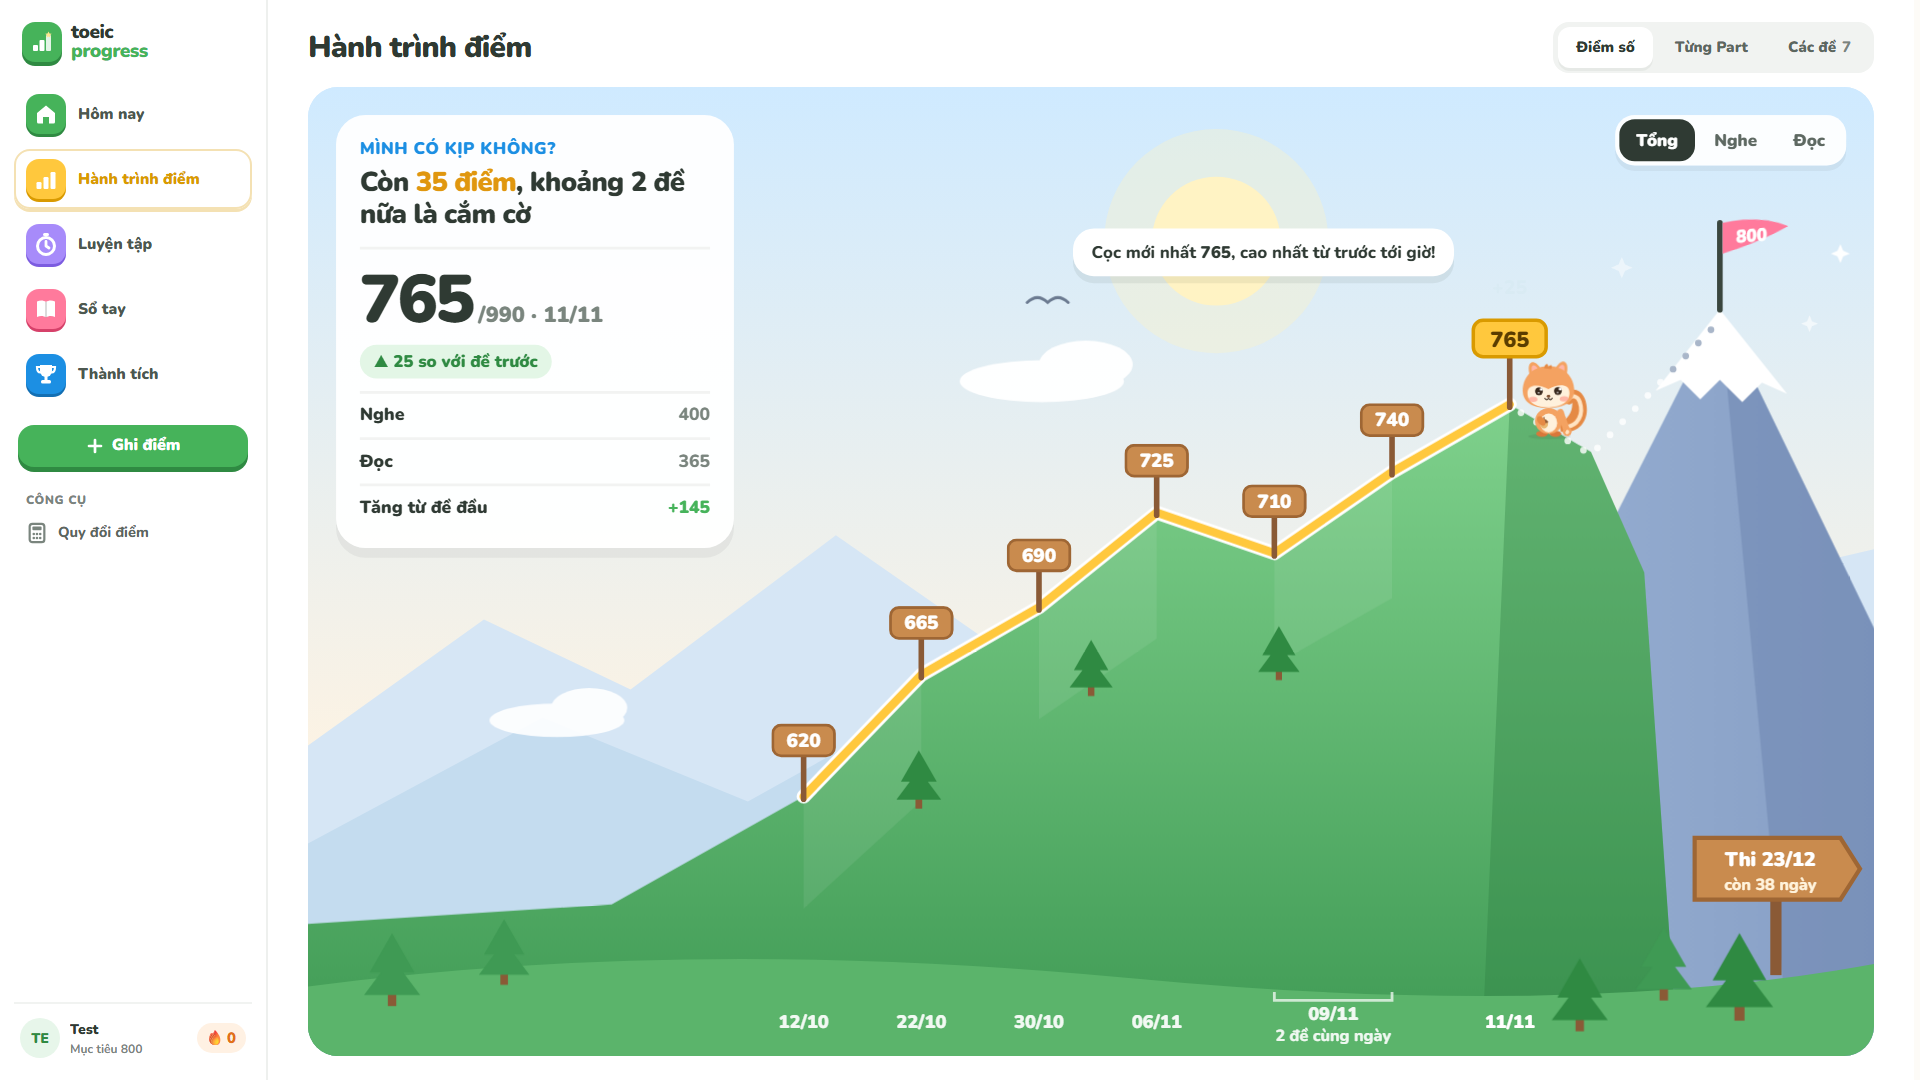 toeic
progress
Hôm nay
Hành trình điểm
Luyện tập
Sổ tay
Thành tích
+ Ghi điểm
CÔNG CỤ
Quy đổi điểm
TE
Test
Mục tiêu 800
0
Hành trình điểm
Điểm số
Từng Part
Các đề 7
MÌNH CÓ KỊP KHÔNG?
Còn 35 điểm, khoảng 2 đề
nữa là cắm cờ
765 /990 · 11/11
▲ 25 so với đề trước
Nghe 400
Đọc 365
Tăng từ đề đầu +145
Tổng
Nghe
Đọc
Cọc mới nhất 765, cao nhất từ trước tới giờ!
800
765
740
725
710
690
665
620
Thi 23/12
còn 38 ngày
12/10
22/10
30/10
06/11
09/11
2 đề cùng ngày
11/11